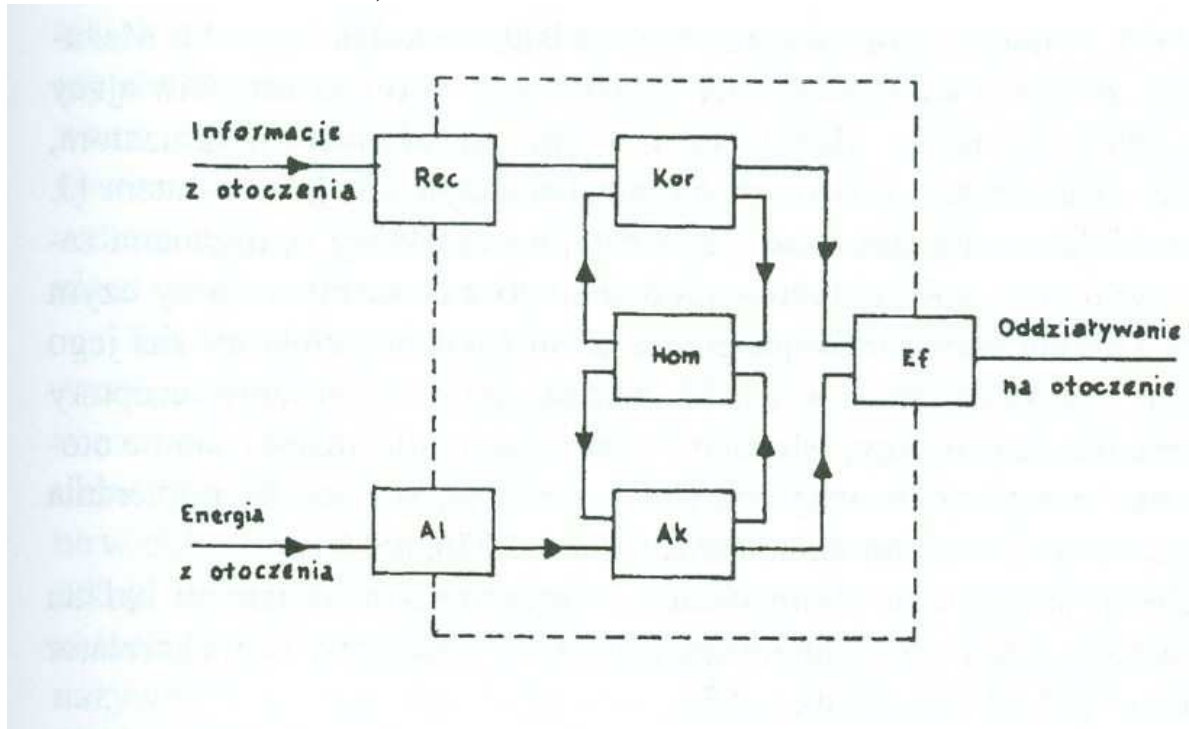 Informacje
z otoczenia
Rec
Kor
Hom
Ef
Oddziaływanie
na otoczenie
Energia
z otoczenia
Al
Ak